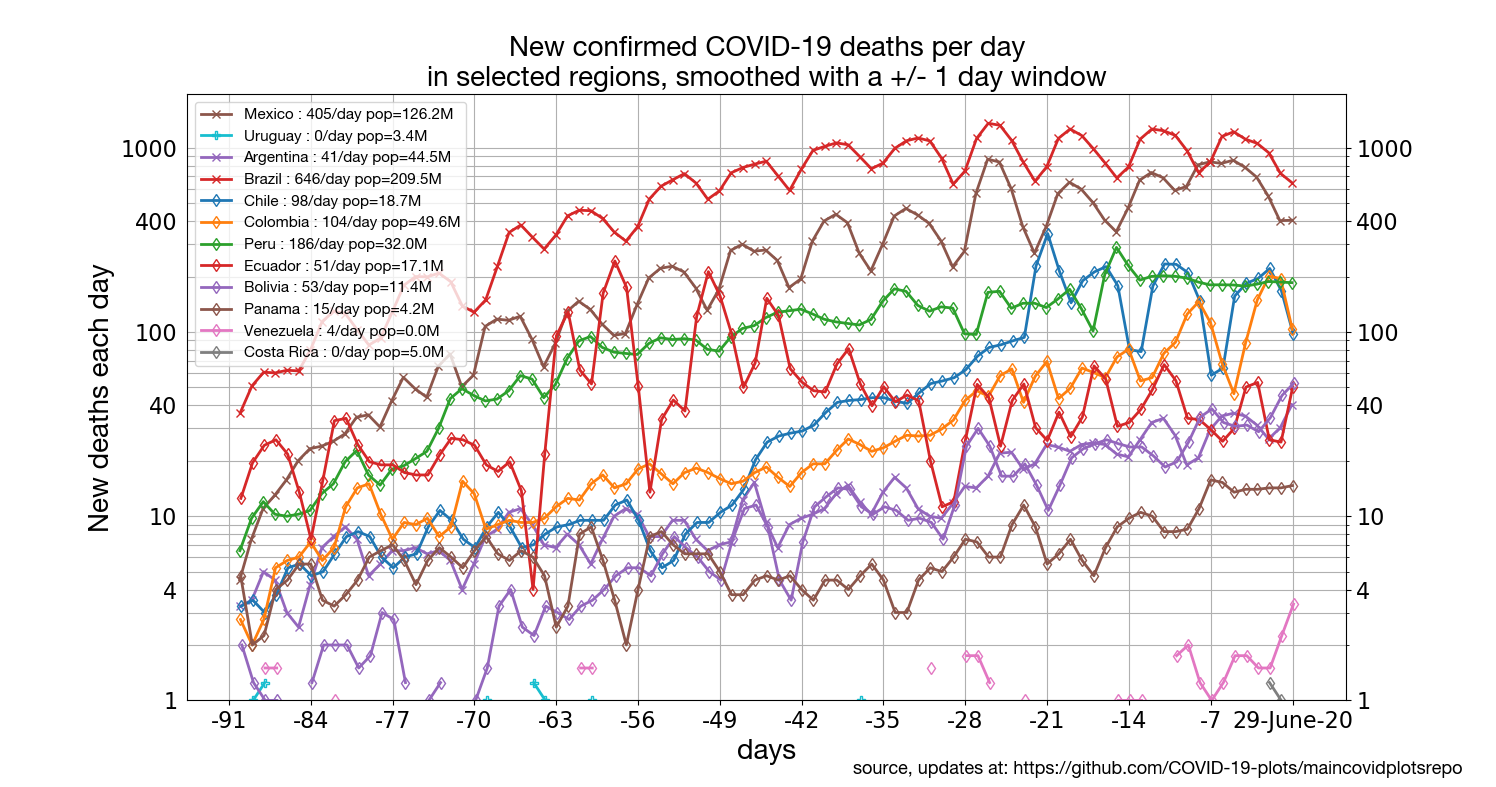 New confirmed COVID-19 deaths per day
in selected regions, smoothed with a +/- 1 day window
Mexico : 405/day pop=126.2M
Uruguay : 0/day pop=3.4M
Argentina : 41/day pop=44.5M
Brazil : 646/day pop=209.5M
Chile : 98/day pop=18.7M
Colombia : 104/day pop=49.6M
Peru : 186/day pop=32.0M
Ecuador : 51/day pop=17.1M
Bolivia : 53/day pop=11.4M
Panama : 15/day pop=4.2M
Venezuela : 4/day pop=0.0M
Costa Rica : 0/day pop=5.0M
New deaths each day
1000
400
100
40
10
4
1
1000
400
100
40
10
4
1
-91 -84 -77 -70 -63 -56 -49 -42 -35 -28 -21 -14 -7 29-June-20
days
source, updates at: https://github.com/COVID-19-plots/maincovidplotsrepo